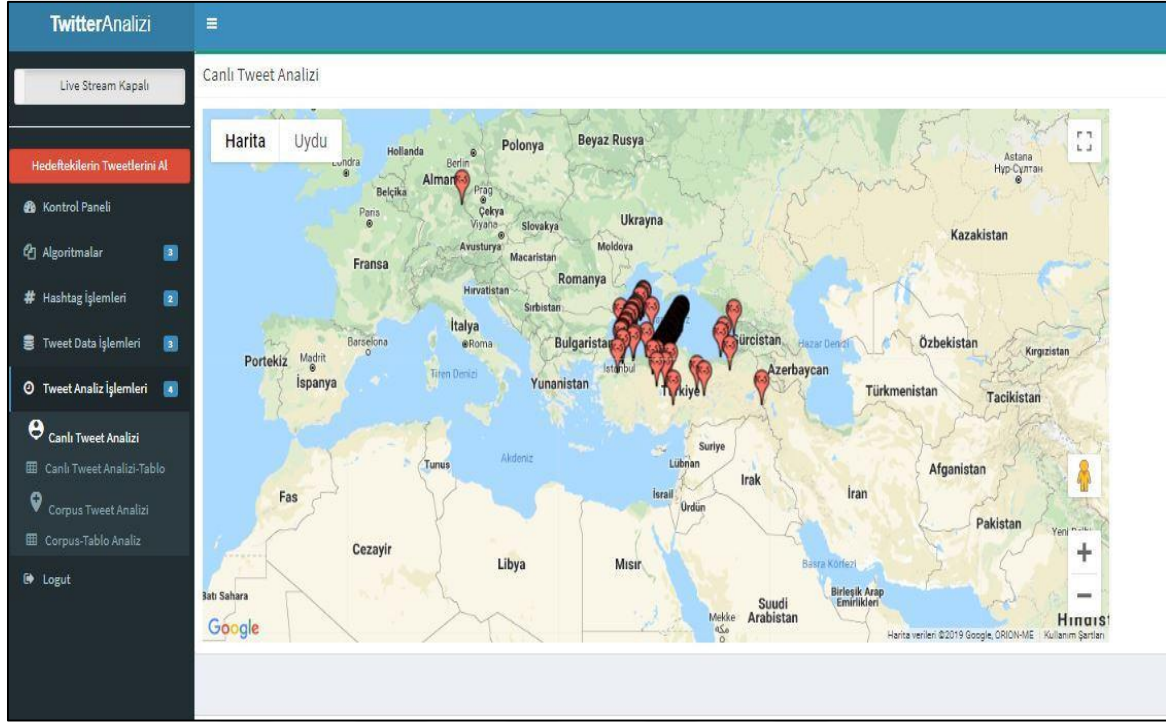 TwitterAnalizi
Live Stream Kapalı
Hedeftekilerin Tweetlerini Al
Kontrol Paneli
Algoritmalar 3
Hashtag İşlemleri 2
Tweet Data İşlemleri 3
Tweet Analiz İşlemleri 4
Canlı Tweet Analizi
Canlı Tweet Analizi-Tablo
Corpus Tweet Analizi
Corpus-Tablo Analiz
Logut
Canlı Tweet Analizi
Harita Uydu
Hollanda
Berlin
Polonya
Beyaz Rusya
Astana
Нур-Султан
Belçika
Prag
Paris
Çekya
Viyana
Slovakya
Ukrayna
Kazakistan
Avusturya
Macaristan
Moldova
Fransa
Romanya
Hırvatistan
Sırbistan
İtalya
Roma
Bulgaristan
Hazar Denizi
Özbekistan
Kırgızistan
Portekiz
Madrid
Barselona
İspanya
Tiren Denizi
Yunanistan
İstanbul
Türkiye
Azerbaycan
Türkmenistan
Tacikistan
Tunus
Akdeniz
Suriye
Lübnan
Irak
İsrail
Ürdün
İran
Afganistan
Fas
Pakistan
Cezayir
Libya
Mısır
Basra Körfezi
Batı Sahara
Suudi
Arabistan
Birleşik Arap
Emirlikleri
Mekke
مكة
Google
Harita verileri ©2019 Google, ORION-ME Kullanım Şartları